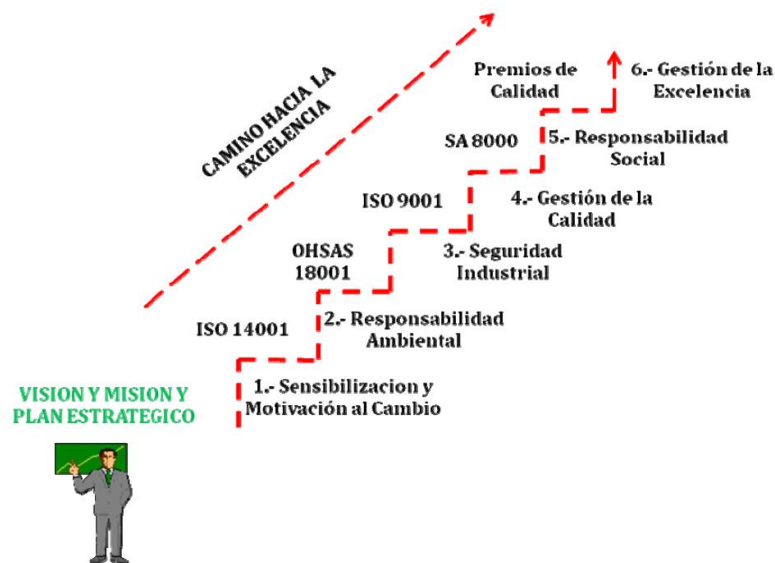 CAMINO HACIA LA
EXCELENCIA
Premios de
Calidad
6.- Gestión de la
Excelencia
SA 8000
5.- Responsabilidad
Social
ISO 9001
4.- Gestión de la
Calidad
OHSAS
18001
3.- Seguridad
Industrial
ISO 14001
2.- Responsabilidad
Ambiental
VISION Y MISION Y
PLAN ESTRATEGICO
1.- Sensibilizacion y
Motivación al Cambio